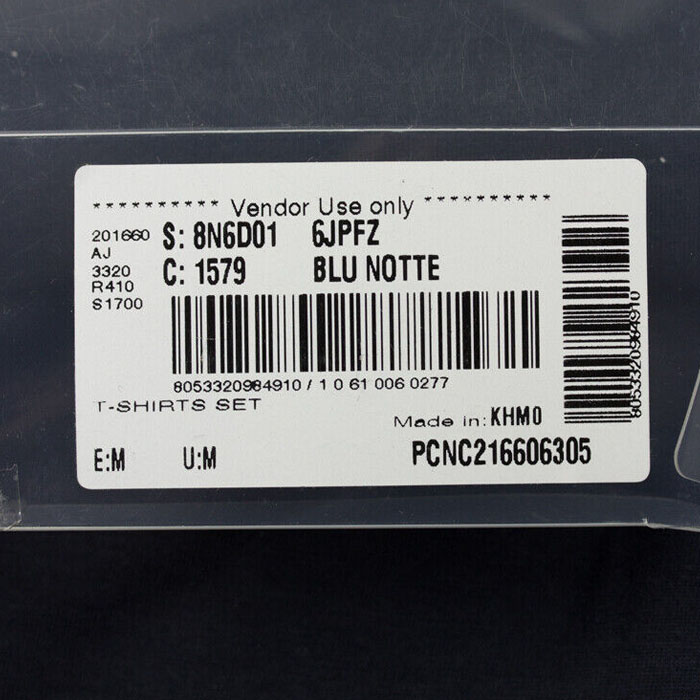 ********** Vendor Use only **********
201660 S: 8N6D01 6JPFZ
AJ
3320 C: 1579 BLU NOTTE
R410
S1700
8053320984910 / 1 0 61 006 0277
T-SHIRTS SET
Made in: KHM0
E:M U:M PCNC216606305
8053320984910